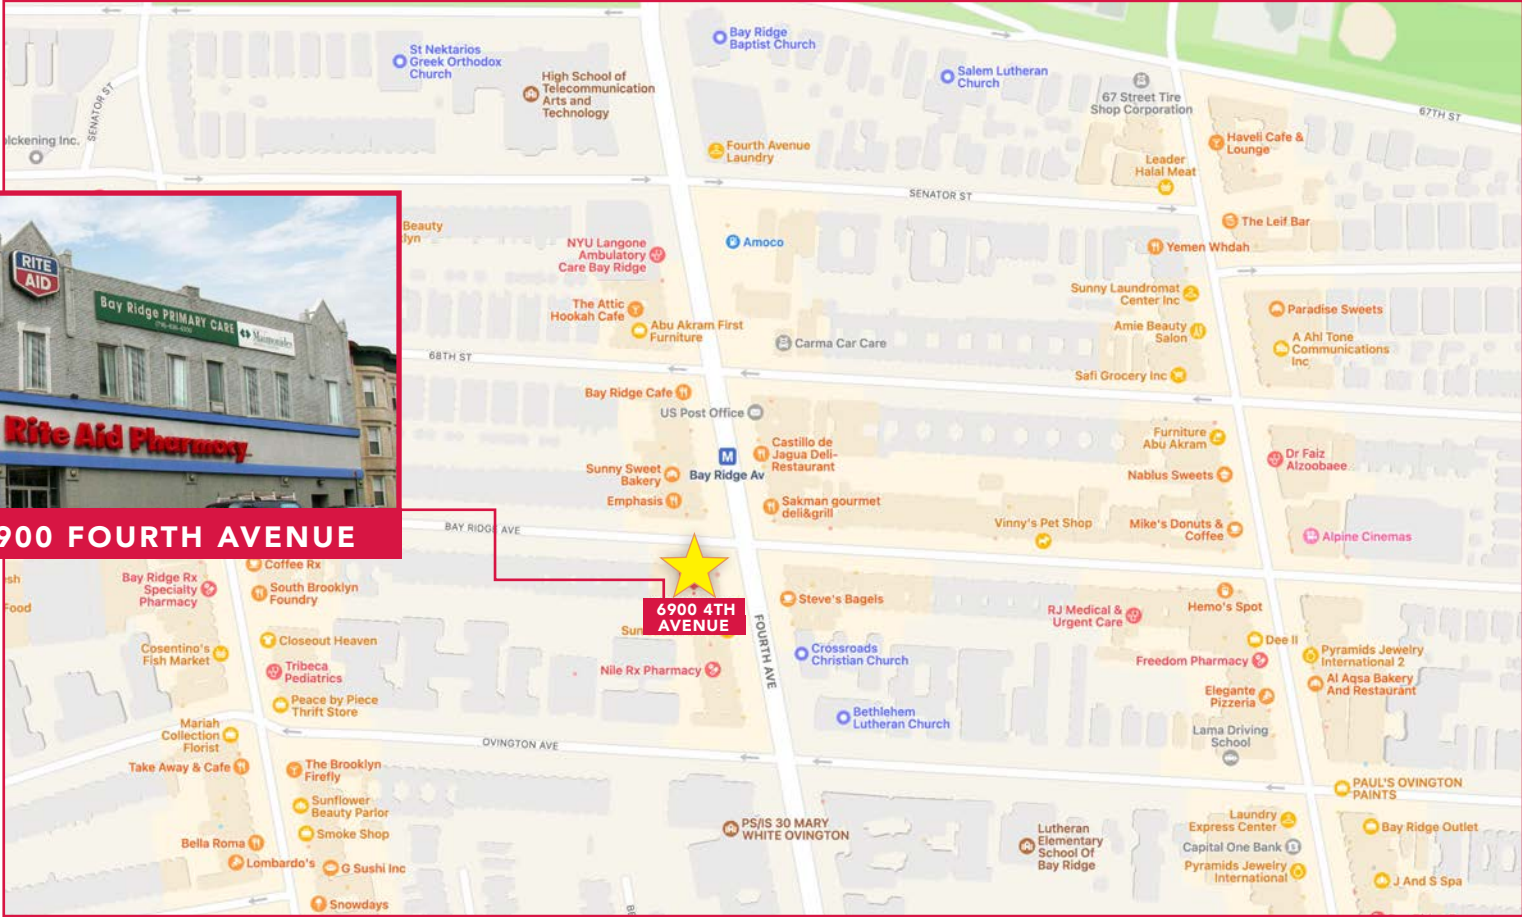 St Nektarios
Greek Orthodox
Church
High School of
Telecommunication
Arts and
Technology
Bay Ridge
Baptist Church
Salem Lutheran
Church
67 Street Tire
Shop Corporation
67TH ST
SENATOR ST
Inc.
Fourth Avenue
Laundry
Leader
Halal Meat
Haveli Cafe &
Lounge
SENATOR ST
The Leif Bar
Beauty
NYU Langone
Ambulatory
Care Bay Ridge
Amoco
Yemen Whdah
RITE
AID
Bay Ridge PRIMARY CARE
Maimonides
Rite Aid Pharmacy
900 FOURTH AVENUE
Sunny Laundromat
Center Inc
Paradise Sweets
The Attic
Hookah Cafe
Abu Akram First
Furniture
Carma Car Care
Amie Beauty
Salon
A Ahl Tone
Communications
Inc
68TH ST
Safi Grocery Inc
Bay Ridge Cafe
US Post Office
Castillo de
Jagua Deli-
Restaurant
Furniture
Abu Akram
Dr Faiz
Alzoobaee
M
Bay Ridge Av
Sunny Sweet
Bakery
Nablus Sweets
Emphasis
Sakman gourmet
deli&grill
Vinny's Pet Shop
Mike's Donuts &
Coffee
Alpine Cinemas
BAY RIDGE AVE
Coffee Rx
Bay Ridge Rx
Specialty
Pharmacy
South Brooklyn
Foundry
Food
6900 4TH
AVENUE
Steve's Bagels
FOURTH AVE
RJ Medical &
Urgent Care
Hemo's Spot
Sun
Closeout Heaven
Cosentino's
Fish Market
Tribeca
Pediatrics
Nile Rx Pharmacy
Crossroads
Christian Church
Dee II
Freedom Pharmacy
Pyramids Jewelry
International 2
Al Aqsa Bakery
And Restaurant
Peace by Piece
Thrift Store
Elegante
Pizzeria
Bethlehem
Lutheran Church
Mariah
Collection
Florist
OVINGTON AVE
Lama Driving
School
Take Away & Cafe
The Brooklyn
Firefly
PAUL'S OVINGTON
PAINTS
Sunflower
Beauty Parlor
Smoke Shop
PS/IS 30 MARY
WHITE OVINGTON
Lutheran
Elementary
School Of
Bay Ridge
Laundry
Express Center
Bay Ridge Outlet
Capital One Bank
Bella Roma
Lombardo's
G Sushi Inc
Pyramids Jewelry
International
J And S Spa
Snowdays